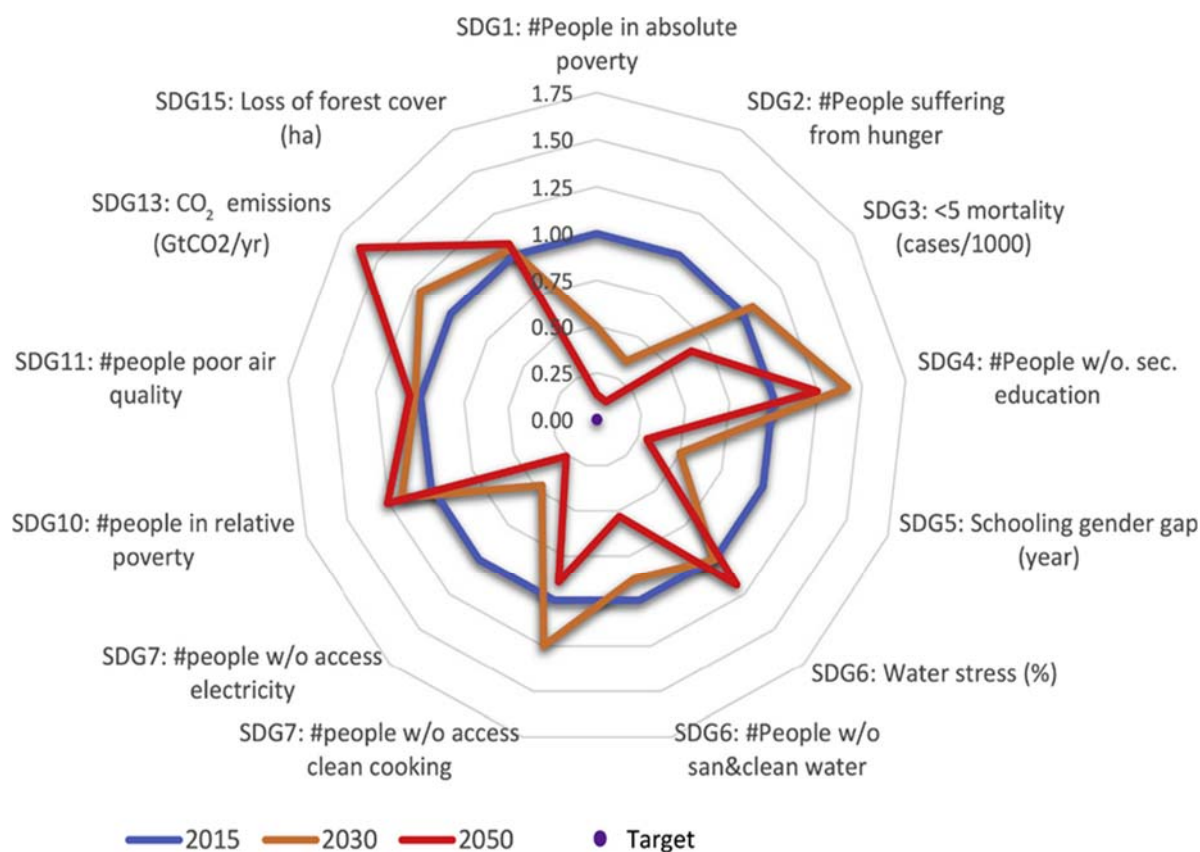 SDG1: #People in absolute
poverty
SDG15: Loss of forest cover
(ha)
SDG2: #People suffering
from hunger
1.75
1.50
1.25
1.00
0.75
0.50
0.25
0.00
SDG13: CO₂ emissions
(GtCO2/yr)
SDG3: <5 mortality
(cases/1000)
SDG11: #people poor air
quality
SDG4: #People w/o. sec.
education
SDG10: #people in relative
poverty
SDG5: Schooling gender gap
(year)
SDG7: #people w/o access
electricity
SDG6: Water stress (%)
SDG7: #people w/o access
clean cooking
SDG6: #People w/o
san&clean water
2015 2030 2050 Target